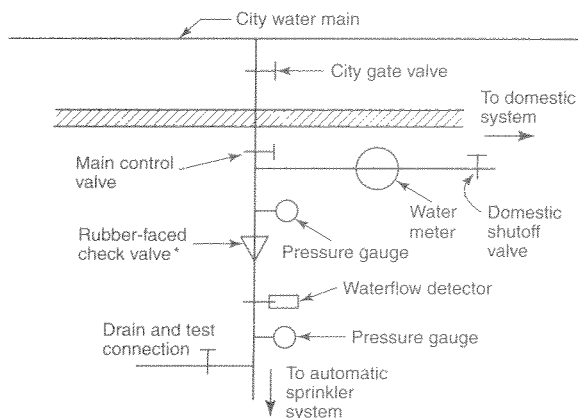 City water main
City gate valve
To domestic
system
Main control
valve
Water
meter
Domestic
shutoff
valve
Rubber-faced
check valve*
Pressure gauge
Waterflow detector
Drain and test
connection
Pressure gauge
To automatic
sprinkler
system